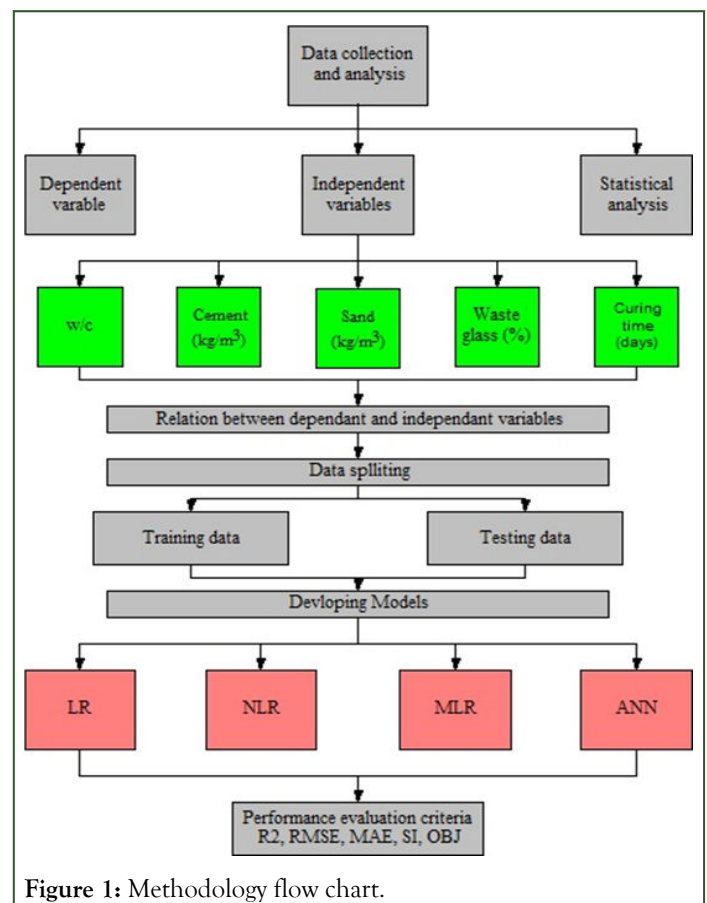 Data collection
and analysis
Dependent
varable
Independent
variables
Statistical
analysis
w/c
Cement
(kg/m³)
Sand
(kg/m³)
Waste
glass (%)
Curing
time
(days)
Relation between dependant and independant variables
Data splliting
Training data
Testing data
Devloping Models
LR
NLR
MLR
ANN
Performance evaluation criteria
R2, RMSE, MAE, SI, OBJ
Figure 1: Methodology flow chart.